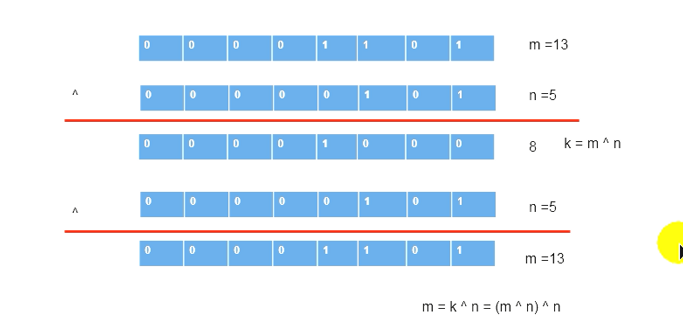 0 0 0 0 1 1 0 1 m =13
^ 0 0 0 0 0 1 0 1 n =5
0 0 0 0 1 0 0 0 8 k = m ^ n
^ 0 0 0 0 0 1 0 1 n =5
0 0 0 0 1 1 0 1 m =13
m = k ^ n = (m ^ n) ^ n